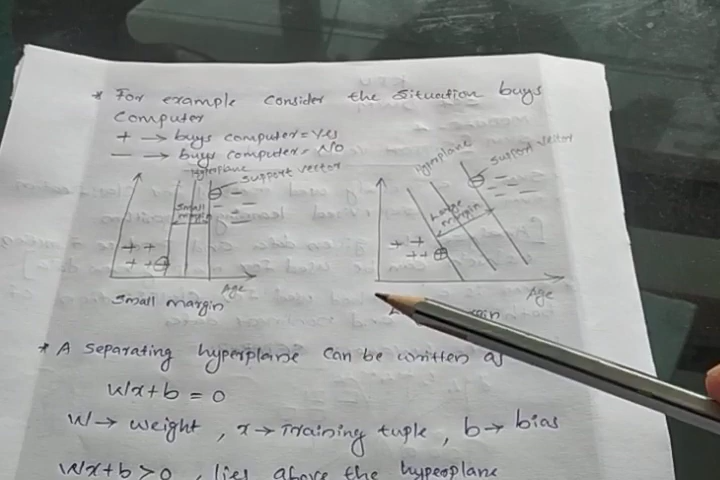 * For example consider the situation buys
computer
+ → buys computer = Yes
− → buys computer = NO
Hyperplane
support vector
Small
margin
Age
Small margin
Hyperplane
support vector
Large
margin
Age
* A separating hyperplane can be written as
Wx+b = 0
W → weight , x → Training tuple , b → bias
Wx+b > 0 , lies above the hypeoplane